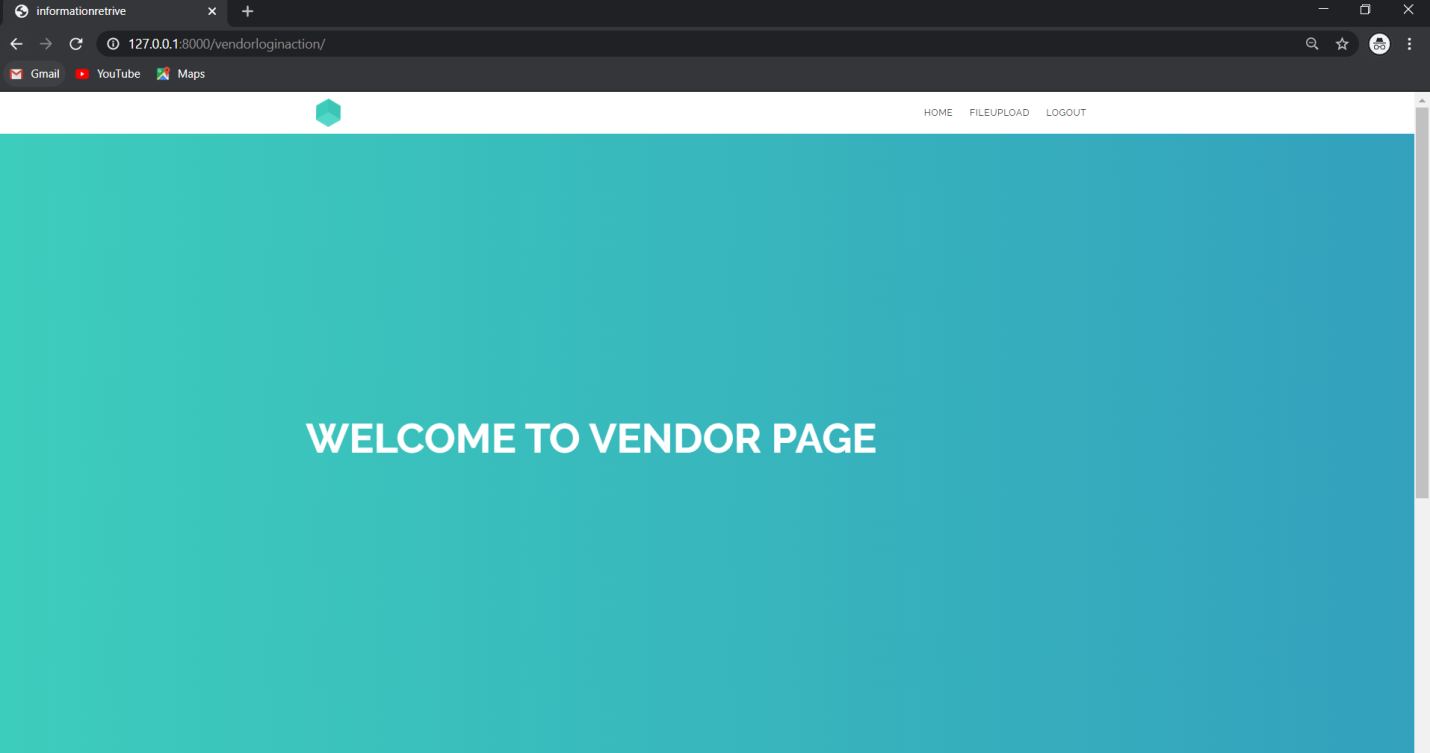 informationretrive
127.0.0.1:8000/vendorloginaction/
Gmail YouTube Maps
HOME FILEUPLOAD LOGOUT
WELCOME TO VENDOR PAGE